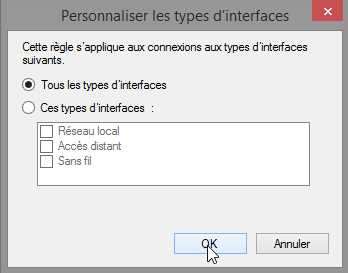 Personnaliser les types d'interfaces
Cette règle s'applique aux connexions aux types d'interfaces
suivants.
Tous les types d'interfaces
Ces types d'interfaces :
Réseau local
Accès distant
Sans fil
OK
Annuler